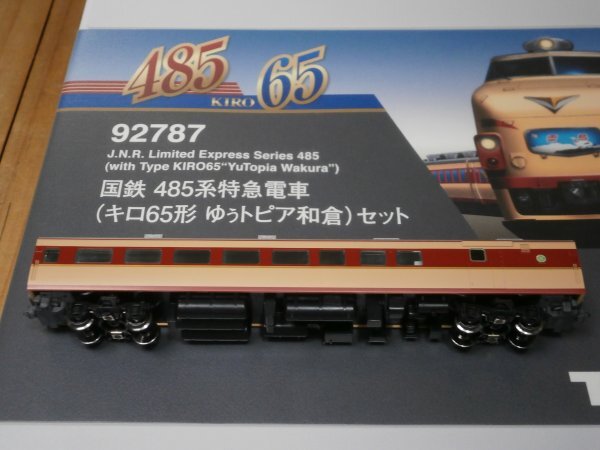 485
KIRO 65
92787
J.N.R. Limited Express Series 485
(with Type KIRO65"YuTopia Wakura")
国鉄 485系特急電車
(キロ65形 ゆぅトピア和倉)セット